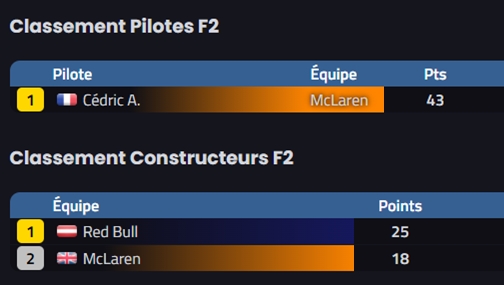 Classement Pilotes F2
Pilote Équipe Pts
1 Cédric A. McLaren 43
Classement Constructeurs F2
Équipe Points
1 Red Bull 25
2 McLaren 18